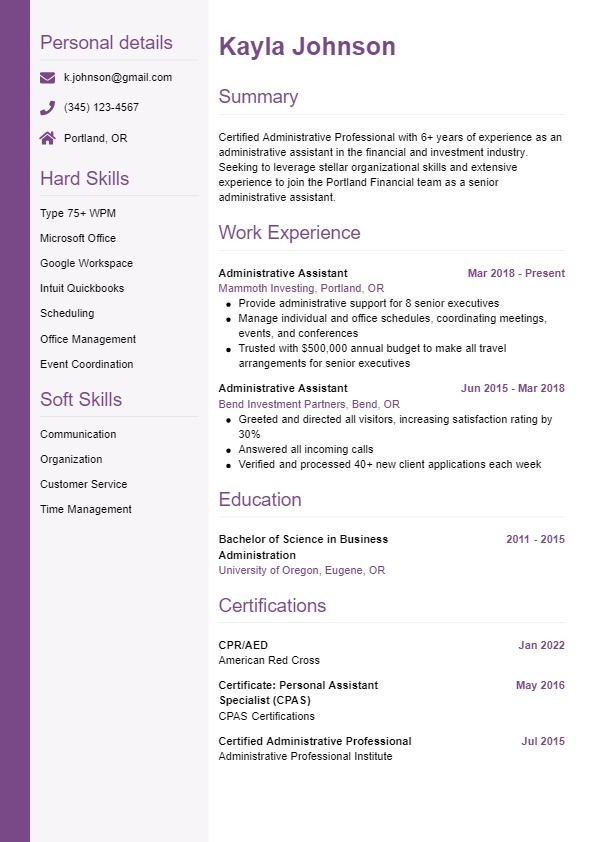 Personal details
k.johnson@gmail.com
(345) 123-4567
Portland, OR
Hard Skills
Type 75+ WPM
Microsoft Office
Google Workspace
Intuit Quickbooks
Scheduling
Office Management
Event Coordination
Soft Skills
Communication
Organization
Customer Service
Time Management
Kayla Johnson
Summary
Certified Administrative Professional with 6+ years of experience as an
administrative assistant in the financial and investment industry.
Seeking to leverage stellar organizational skills and extensive
experience to join the Portland Financial team as a senior
administrative assistant.
Work Experience
Administrative Assistant Mar 2018 - Present
Mammoth Investing, Portland, OR
• Provide administrative support for 8 senior executives
• Manage individual and office schedules, coordinating meetings,
events, and conferences
• Trusted with $500,000 annual budget to make all travel
arrangements for senior executives
Administrative Assistant Jun 2015 - Mar 2018
Bend Investment Partners, Bend, OR
• Greeted and directed all visitors, increasing satisfaction rating by
30%
• Answered all incoming calls
• Verified and processed 40+ new client applications each week
Education
Bachelor of Science in Business 2011 - 2015
Administration
University of Oregon, Eugene, OR
Certifications
CPR/AED Jan 2022
American Red Cross
Certificate: Personal Assistant May 2016
Specialist (CPAS)
CPAS Certifications
Certified Administrative Professional Jul 2015
Administrative Professional Institute